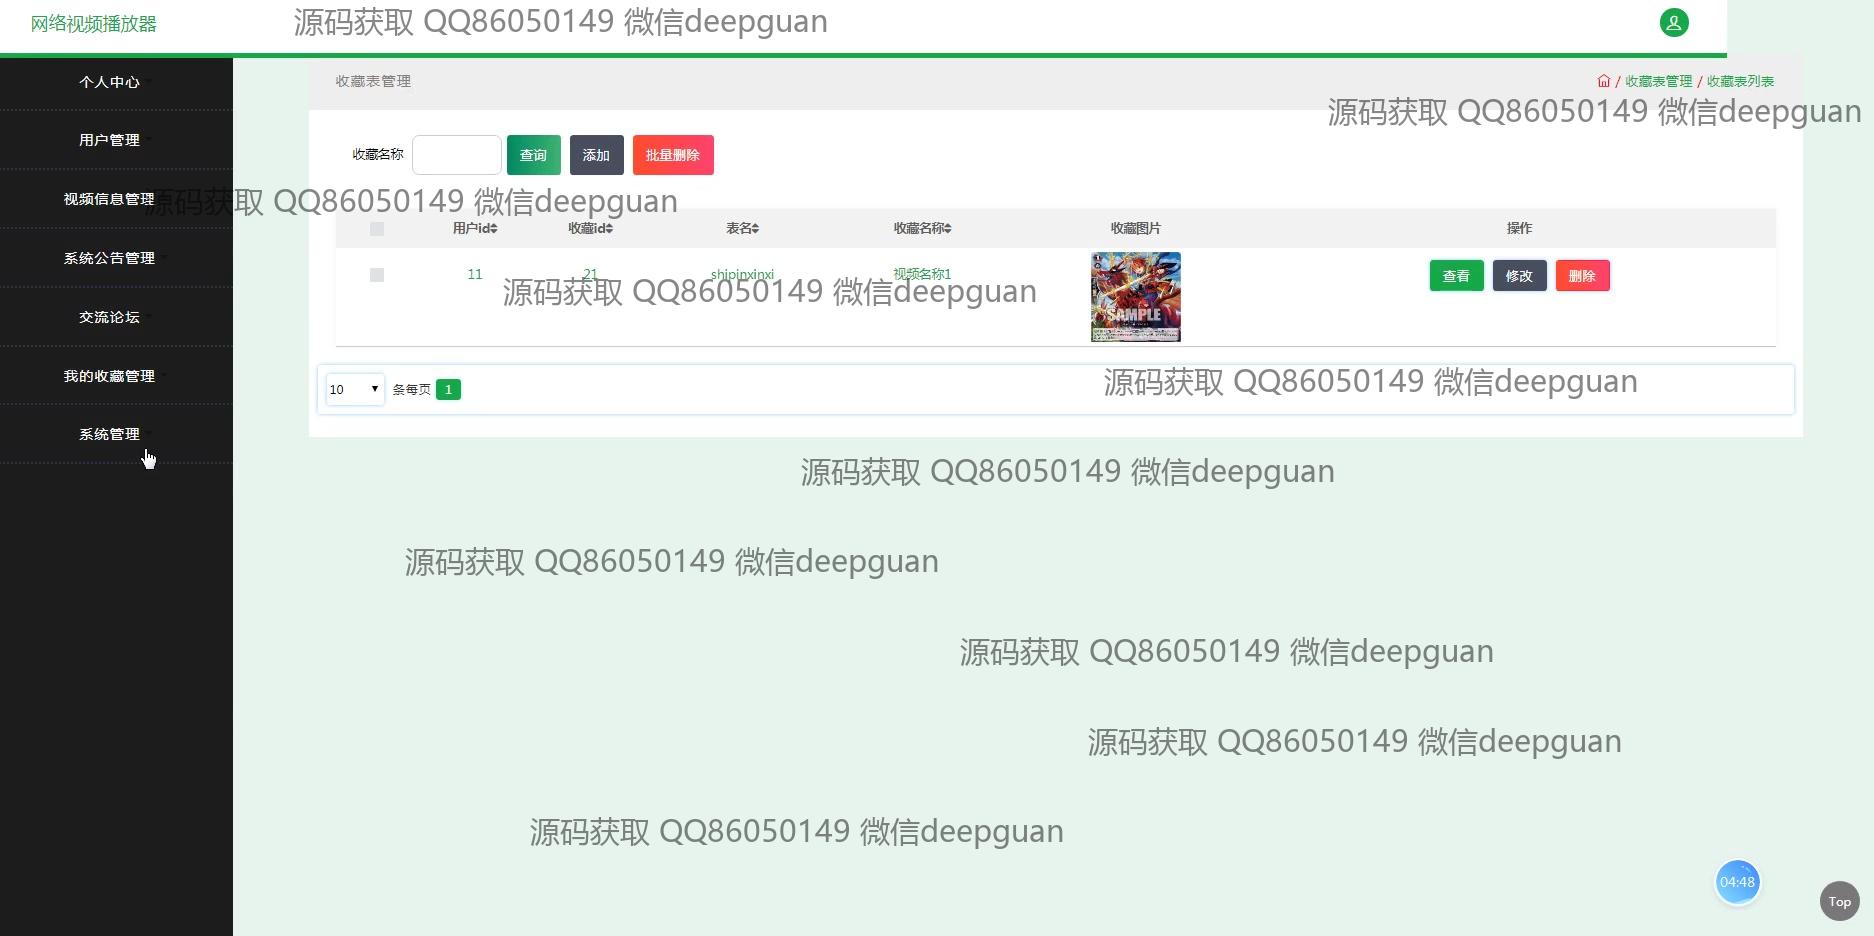 网络视频播放器
源码获取 QQ86050149 微信deepguan
个人中心
用户管理
视频信息管理
系统公告管理
交流论坛
我的收藏管理
系统管理
收藏表管理
/ 收藏表管理 / 收藏表列表
源码获取 QQ86050149 微信deepguan
收藏名称 查询 添加 批量删除
源码获取 QQ86050149 微信deepguan
用户id 收藏id 表名 收藏名称 收藏图片 操作
11 21 shipinxinxi 视频名称1 查看 修改 删除
SAMPLE
源码获取 QQ86050149 微信deepguan
10 条每页 1
源码获取 QQ86050149 微信deepguan
源码获取 QQ86050149 微信deepguan
源码获取 QQ86050149 微信deepguan
源码获取 QQ86050149 微信deepguan
源码获取 QQ86050149 微信deepguan
源码获取 QQ86050149 微信deepguan
04:48
Top